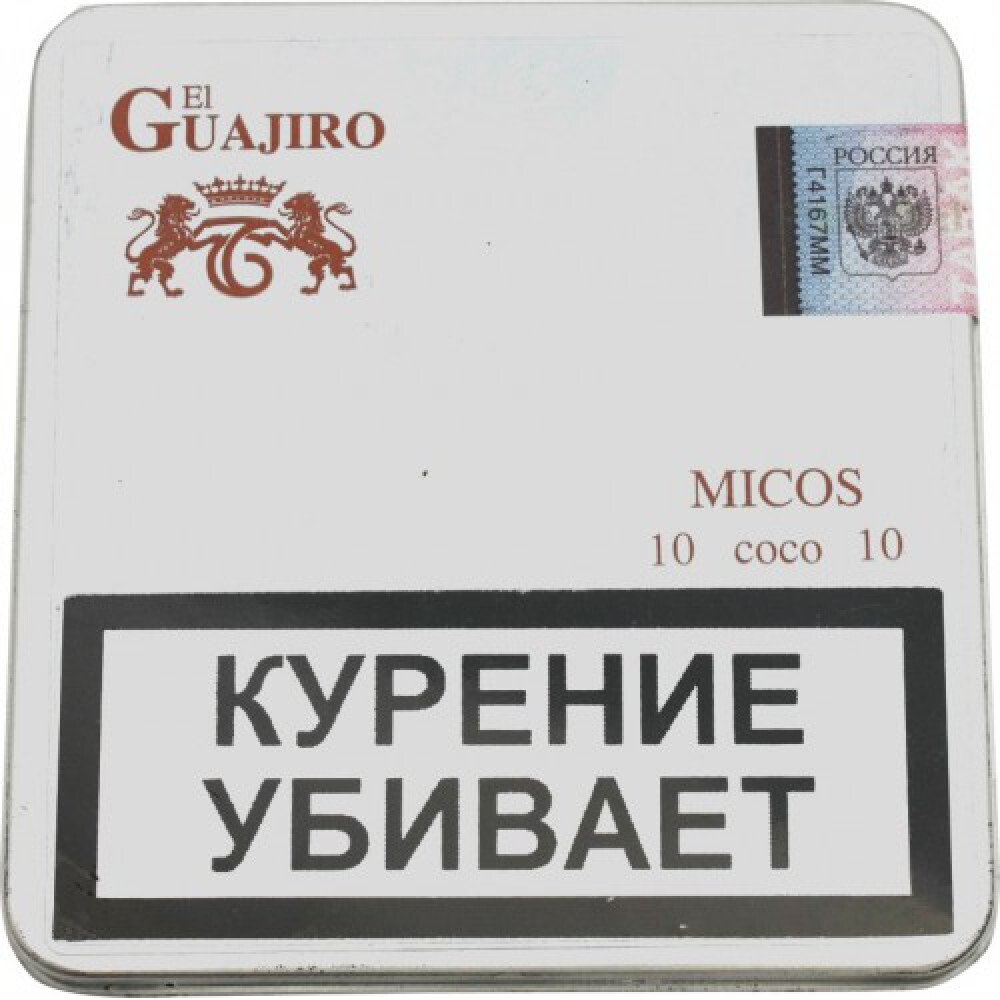 El
GUAJIRO
РОССИЯ
Г4167ММ
MICOS
10 coco 10
КУРЕНИЕ
УБИВАЕТ